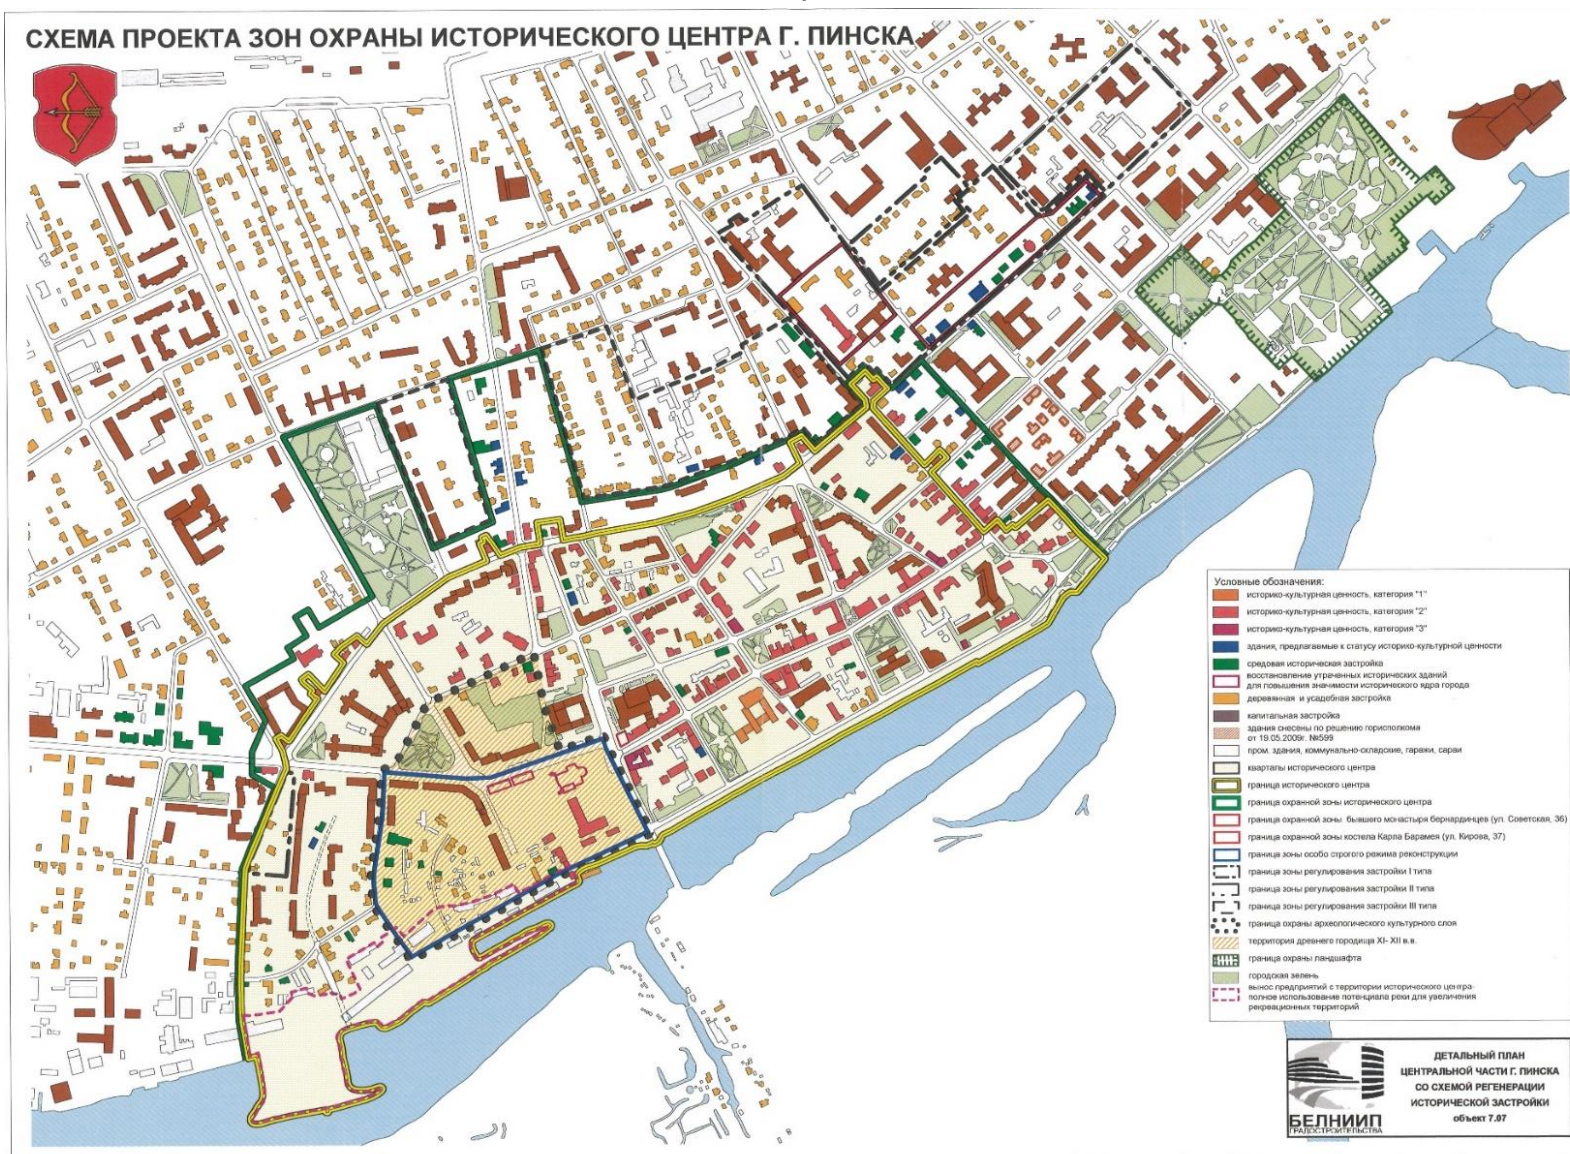 СХЕМА ПРОЕКТА ЗОН ОХРАНЫ ИСТОРИЧЕСКОГО ЦЕНТРА Г. ПИНСКА
Условные обозначения:
историко-культурная ценность, категория "1"
историко-культурная ценность, категория "2"
историко-культурная ценность, категория "3"
здания, предлагаемые к статусу историко-культурной ценности
средовая историческая застройка
восстановление утраченных исторических зданий
для повышения значимости исторического ядра города
деревянная и усадебная застройка
капитальная застройка
здания снесены по решению горисполкома
от 19.05.2009г. №599
пром. здания, коммунально-складские, гаражи, сараи
кварталы исторического центра
граница исторического центра
граница охранной зоны исторического центра
граница охранной зоны бывшего монастыря бернардинцев (ул. Советская, 36)
граница охранной зоны костела Карла Барамея (ул. Кирова, 37)
граница зоны особо строгого режима реконструкции
граница зоны регулирования застройки I типа
граница зоны регулирования застройки II типа
граница зоны регулирования застройки III типа
граница охраны археологического культурного слоя
территория древнего городища XI- XII в.в.
граница охраны ландшафта
городская зелень
вынос предприятий с территории исторического центра-
полное использование потенциала реки для увеличения
рекреационных территорий
БЕЛНИИП
ГРАДОСТРОИТЕЛЬСТВА
ДЕТАЛЬНЫЙ ПЛАН
ЦЕНТРАЛЬНОЙ ЧАСТИ Г. ПИНСКА
СО СХЕМОЙ РЕГЕНЕРАЦИИ
ИСТОРИЧЕСКОЙ ЗАСТРОЙКИ
объект 7.07